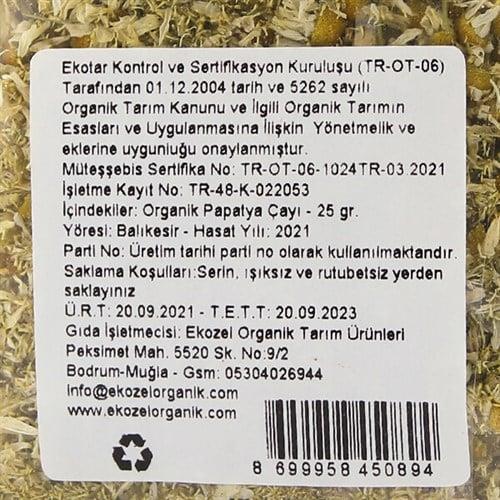 Ekotar Kontrol ve Sertifikasyon Kuruluşu (TR-OT-06)
Tarafından 01.12.2004 tarih ve 5262 sayılı
Organik Tarım Kanunu ve İlgili Organik Tarımın
Esasları ve Uygulanmasına İlişkin Yönetmelik ve
eklerine uygunluğu onaylanmıştur.
Müteşşebis Sertifika No: TR-OT-06-1024TR-03.2021
İşletme Kayıt No: TR-48-K-022053
İçindekiler: Organik Papatya Çayı - 25 gr.
Yöresi: Balıkesir - Hasat Yılı: 2021
Parti No: Üretim tarihi parti no olarak kullanılmaktandır.
Saklama Koşulları:Serin, ışıksız ve rutubetsiz yerden
saklayınız
Ü.R.T: 20.09.2021 - T.E.T.T: 20.09.2023
Gıda İşletmecisi: Ekozel Organik Tarım Ürünleri
Peksimet Mah. 5520 Sk. No:9/2
Bodrum-Muğla - Gsm: 05304026944
info@ekozelorganik.com
www.ekozelorganik.com
8 699958 450894